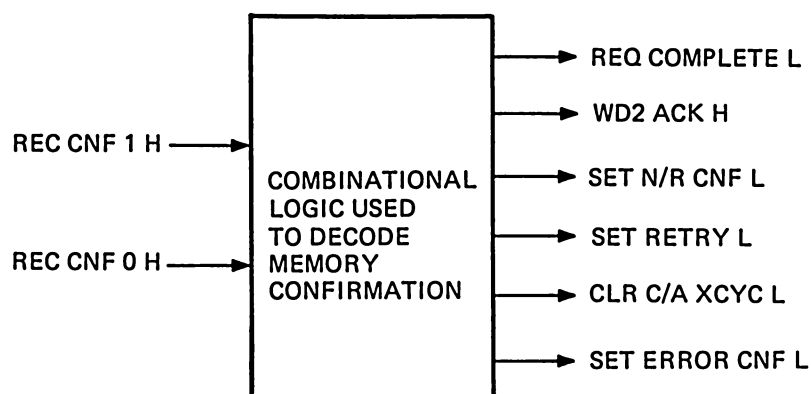 REQ COMPLETE L
WD2 ACK H
REC CNF 1 H
SET N/R CNF L
COMBINATIONAL
LOGIC USED
TO DECODE
MEMORY
CONFIRMATION
SET RETRY L
REC CNF 0 H
CLR C/A XCYC L
SET ERROR CNF L